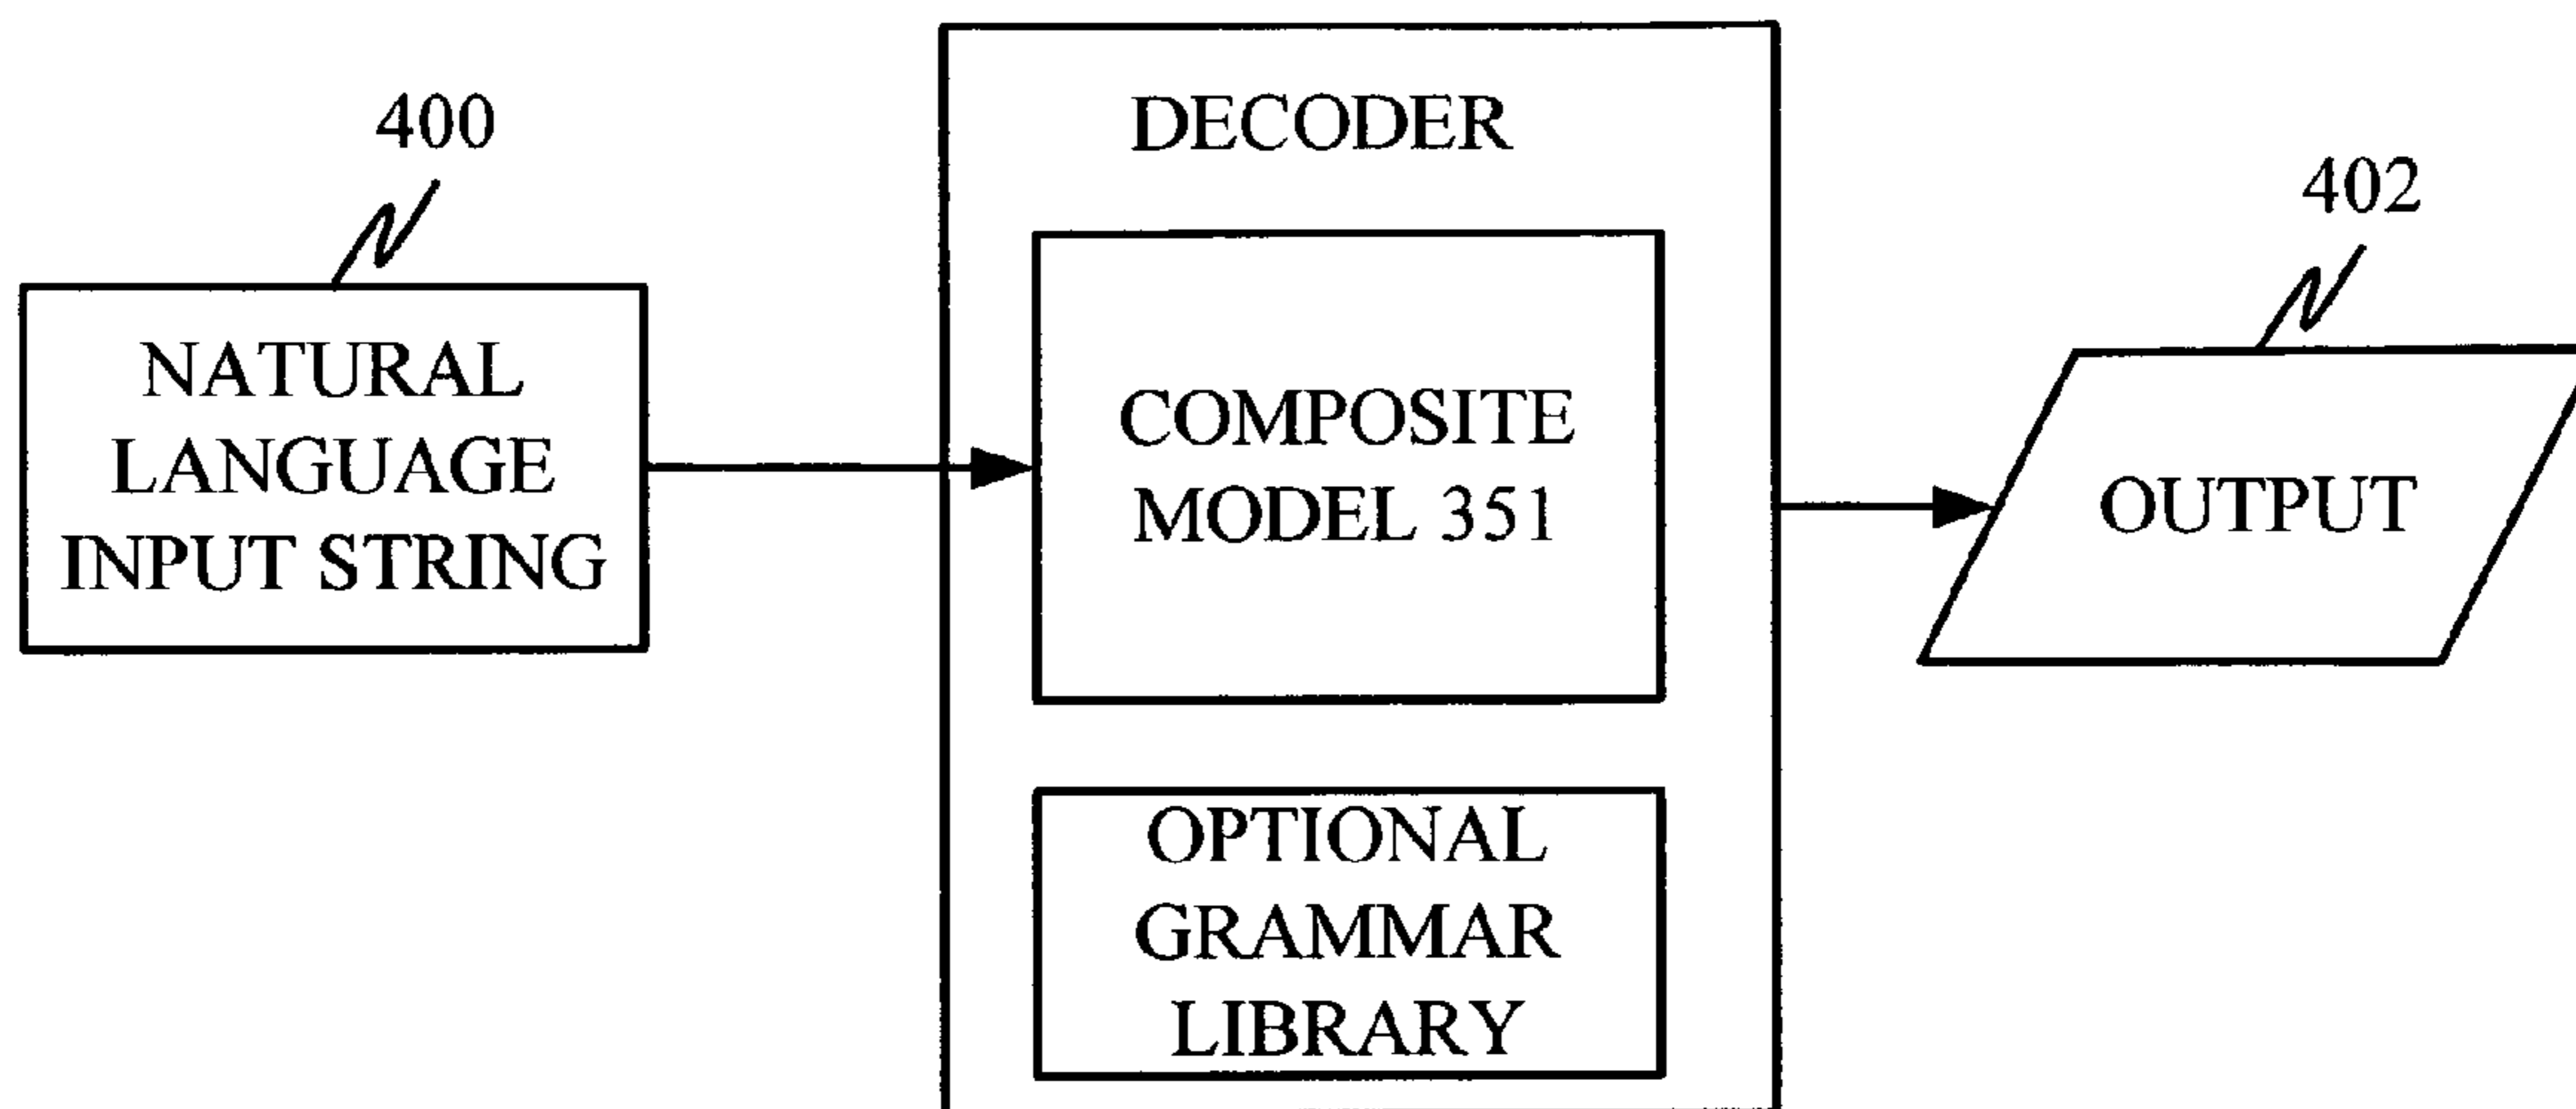 400
NATURAL
LANGUAGE
INPUT STRING
DECODER
COMPOSITE
MODEL 351
OPTIONAL
GRAMMAR
LIBRARY
402
OUTPUT